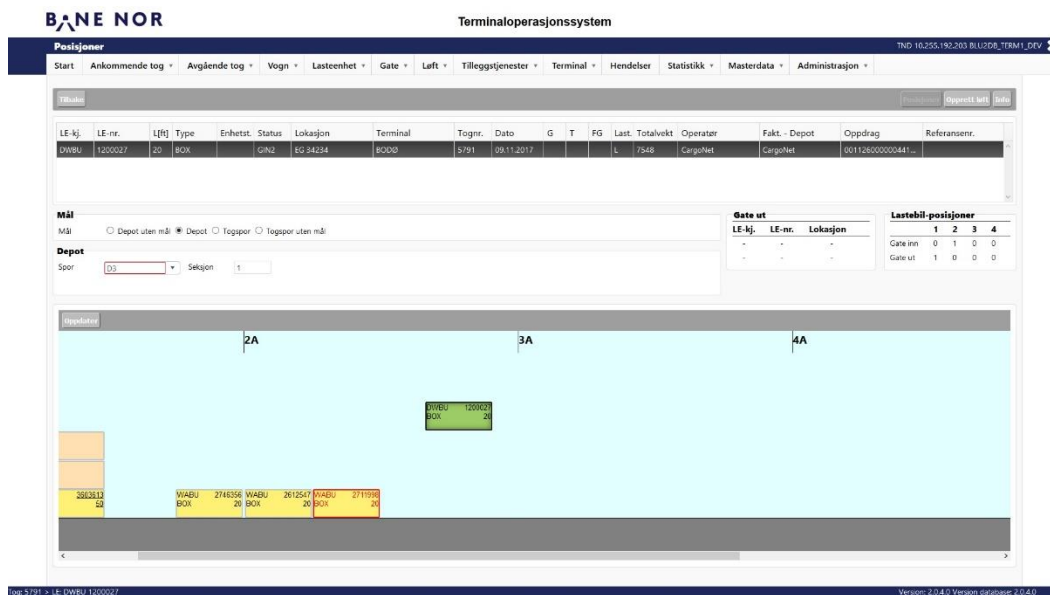 BANE NOR
Terminaloperasjonssystem
Posisjoner
TND 10.255.192.203 BLU2DB_TERM1_DEV
Start Ankommende tog Avgående tog Vogn Lasteenhet Gate Løft Tilleggstjenester Terminal Hendelser Statistikk Masterdata Administrasjon
Tilbake Posisjoner Opprett løft Info
LE-kj. LE-nr. L[ft] Type Enhetst. Status Lokasjon Terminal Tognr. Dato G T FG Last. Totalvekt Operatør Fakt. - Depot Oppdrag Referansenr.
DWBU 1200027 20 BOX GIN2 EG 34234 BODØ 5791 09.11.2017 L 7548 CargoNet CargoNet 001126000000441...
Mål
Mål Depot uten mål Depot Togspor Togspor uten mål
Depot
Spor D3 Seksjon 1
Gate ut
LE-kj. LE-nr. Lokasjon
- - -
- - -
Lastebil-posisjoner
1 2 3 4
Gate inn 0 1 0 0
Gate ut 1 0 0 0
Oppdater
2A 3A 4A
DWBU 1200027
BOX 20
3603613 WABU 2746356 WABU 2612547 WABU 2711998
50 BOX 20 BOX 20 BOX 20
Tog: 5791 > LE: DWBU 1200027
Version: 2.0.4.0 Version database: 2.0.4.0